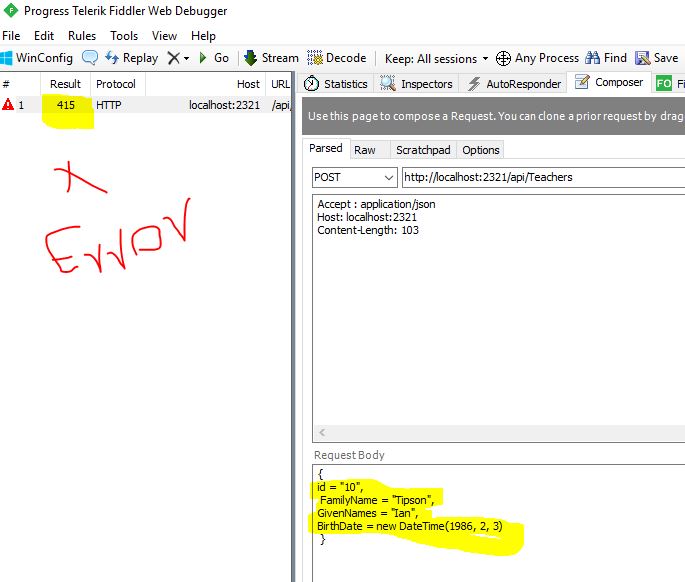 Progress Telerik Fiddler Web Debugger
File Edit Rules Tools View Help
WinConfig Replay X Go Stream Decode Keep: All sessions Any Process Find Save
# Result Protocol Host URL
1 415 HTTP localhost:2321 /api/
Statistics Inspectors AutoResponder Composer FO Fi
Use this page to compose a Request. You can clone a prior request by drag
Parsed Raw Scratchpad Options
POST http://localhost:2321/api/Teachers
Accept : application/json
Host: localhost:2321
Content-Length: 103
X
Error
Request Body
{
id = "10",
FamilyName = "Tipson",
GivenNames = "Ian",
BirthDate = new DateTime(1986, 2, 3)
}